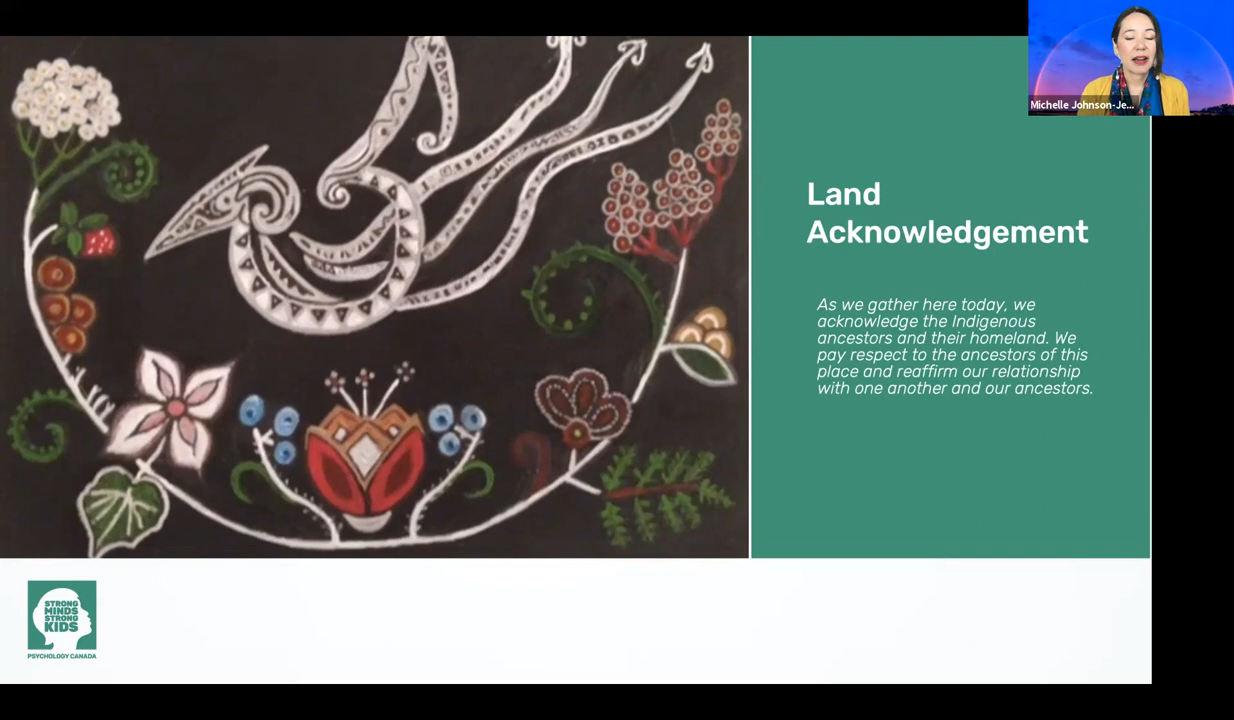 Michelle Johnson-Je...
Land
Acknowledgement
As we gather here today, we
acknowledge the Indigenous
ancestors and their homeland. We
pay respect to the ancestors of this
place and reaffirm our relationship
with one another and our ancestors.
STRONG
MINDS
STRONG
KIDS
PSYCHOLOGY CANADA